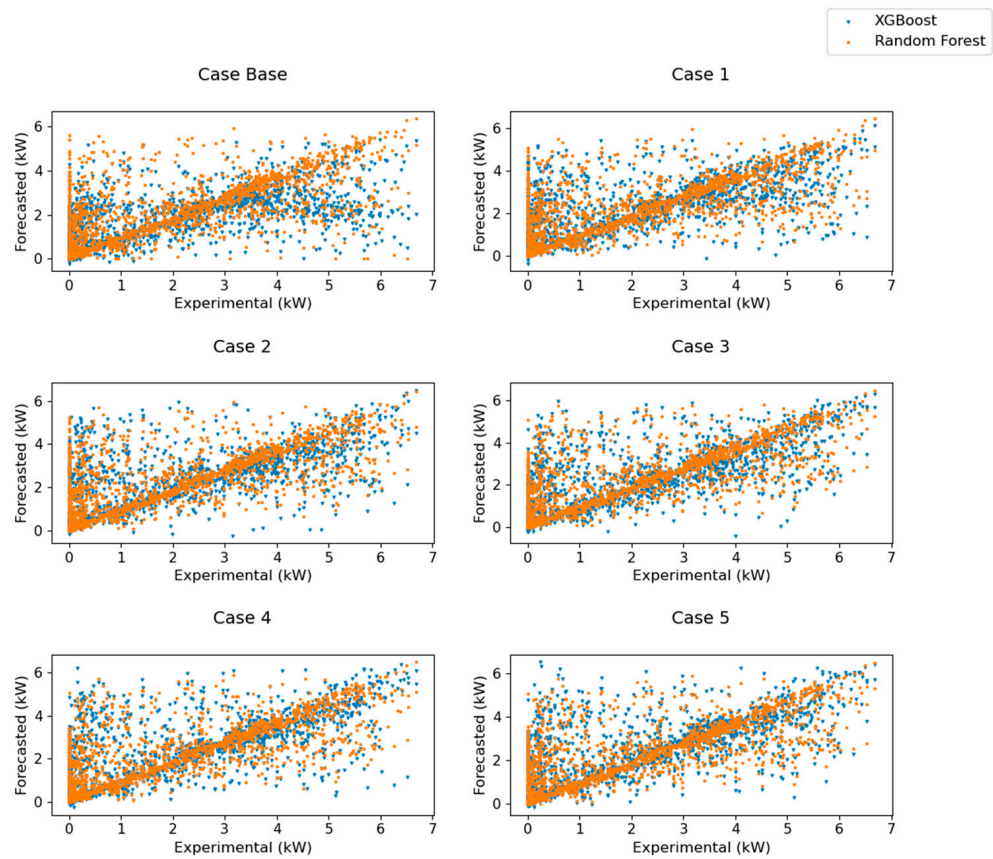 XGBoost
Random Forest
Case Base
Case 1
6
4
2
0
Forecasted (kW)
0 1 2 3 4 5 6 7
Experimental (kW)
6
4
2
0
Forecasted (kW)
0 1 2 3 4 5 6 7
Experimental (kW)
Case 2
Case 3
6
4
2
0
Forecasted (kW)
0 1 2 3 4 5 6 7
Experimental (kW)
6
4
2
0
Forecasted (kW)
0 1 2 3 4 5 6 7
Experimental (kW)
Case 4
Case 5
6
4
2
0
Forecasted (kW)
0 1 2 3 4 5 6 7
Experimental (kW)
6
4
2
0
Forecasted (kW)
0 1 2 3 4 5 6 7
Experimental (kW)